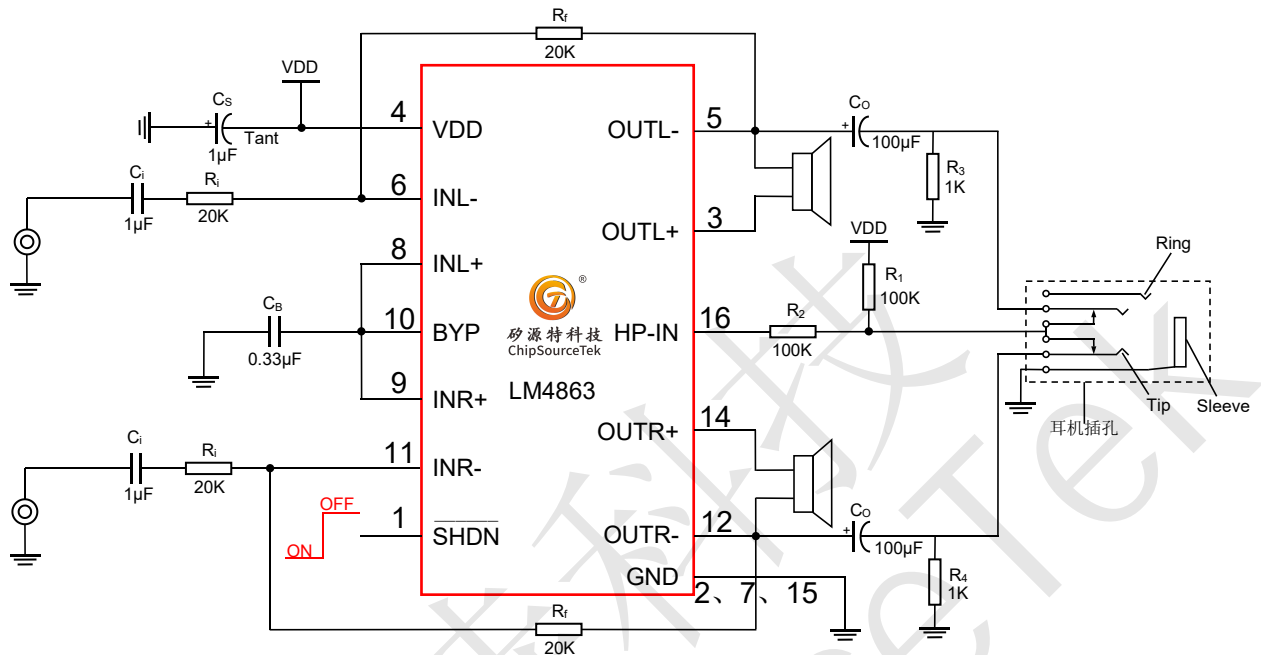 Rf
20K
VDD
CS
+
Tant
1µF
4
VDD
OUTL-
5
CO
+
100µF
R3
1K
Ci
1µF
Ri
20K
6
INL-
OUTL+
3
VDD
R1
100K
Ring
8
INL+
®
矽源特科技
ChipSourceTek
LM4863
CB
0.33µF
10
BYP
HP-IN
16
R2
100K
9
INR+
Tip
Sleeve
耳机插孔
OUTR+
14
Ci
1µF
Ri
20K
11
INR-
OFF
ON
1
SHDN
OUTR-
12
CO
+
100µF
R4
1K
GND
2、7、15
Rf
20K
科技
ceTek